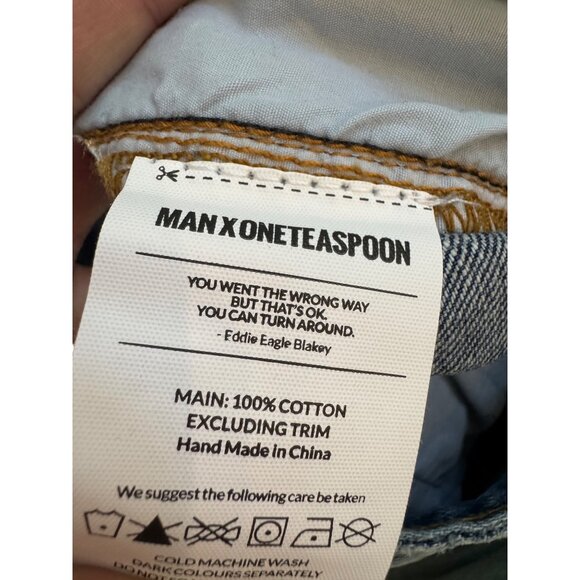 MAN X ONETEASPOON
YOU WENT THE WRONG WAY
BUT THAT'S OK.
YOU CAN TURN AROUND.
- Eddie Eagle Blakey
MAIN: 100% COTTON
EXCLUDING TRIM
Hand Made in China
We suggest the following care be taken
COLD MACHINE WASH
DARK COLOURS SEPARATELY
DO NOT